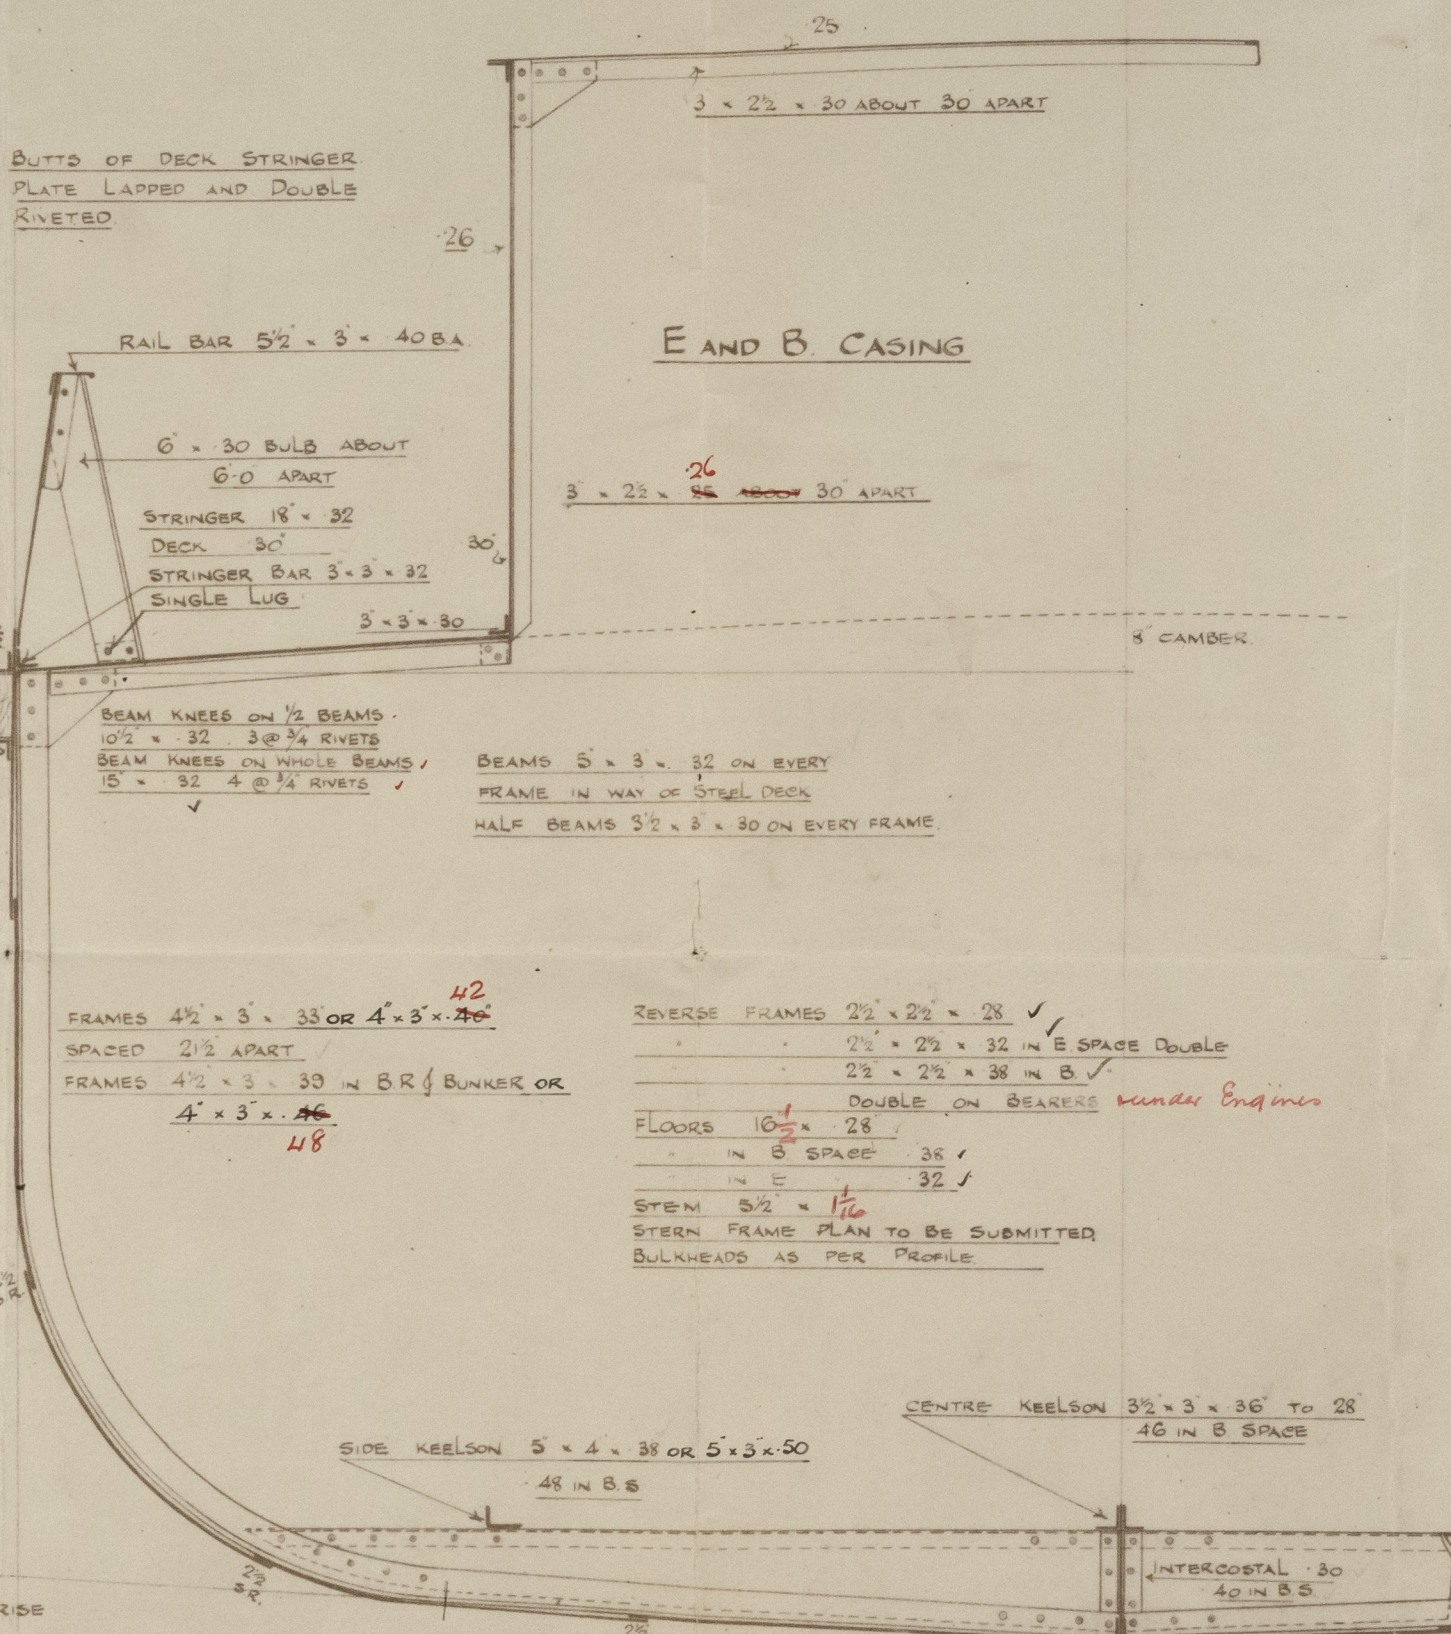 ·25
3 × 2½ × ·30 ABOUT 30 APART
BUTTS OF DECK STRINGER
PLATE LAPPED AND DOUBLE
RIVETED.
·26
RAIL BAR 5½" × 3" × ·40 B.A.
E AND B. CASING
6" × ·30 BULB ABOUT
6-0" APART
·26
3" × 2½ × 25 ABOUT 30" APART
STRINGER 18" × ·32
DECK ·30"
30"
STRINGER BAR 3" × 3" × ·32
SINGLE LUG
3" × 3" × ·30
8" CAMBER.
BEAM KNEES ON ½ BEAMS.
10½" × ·32 . 3 @ ¾ RIVETS
BEAM KNEES ON WHOLE BEAMS ✓
15" × ·32 4 @ ¾" RIVETS ✓
✓
BEAMS 5" × 3" × ·32 ON EVERY
FRAME IN WAY OF STEEL DECK
HALF BEAMS 3½" × 3" × ·30 ON EVERY FRAME.
42
FRAMES 4½" × 3" × ·33" OR 4" × 3" × ·40"
SPACED 21½" APART
FRAMES 4½" × 3" × ·39 IN B.R & BUNKER OR
4" × 3" × ·46
48
REVERSE FRAMES 2½" × 2½" × ·28 ✓
" " 2½" × 2½" × ·32 IN E. SPACE DOUBLE ✓
2½" × 2½" × ·38 IN B. ✓
DOUBLE ON BEARERS under Engines
FLOORS 16½ × ·28"
" IN B SPACE ·38 ✓
" IN E " ·32 ✓
STEM 5½" × 1 1/16
STERN FRAME PLAN TO BE SUBMITTED.
BULKHEADS AS PER PROFILE.
CENTRE KEELSON 3½" × 3" × ·36" TO ·28"
·46 IN B SPACE
SIDE KEELSON 5" × 4" × ·38 OR 5" × 3" × ·50
·48 IN B.S
INTERCOSTAL ·30
·40 IN B.S.
2½
S.R.
RISE
2½